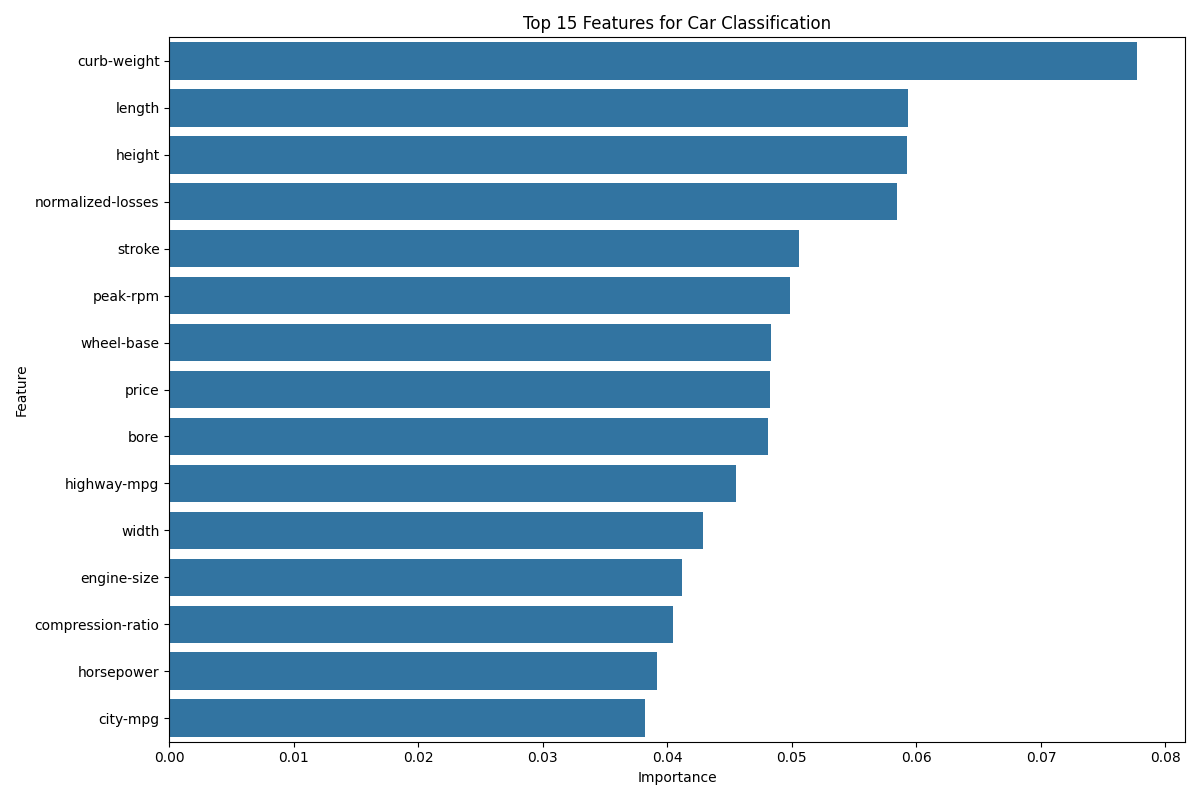 Top 15 Features for Car Classification
Feature
curb-weight
length
height
normalized-losses
stroke
peak-rpm
wheel-base
price
bore
highway-mpg
width
engine-size
compression-ratio
horsepower
city-mpg
0.00 0.01 0.02 0.03 0.04 0.05 0.06 0.07 0.08
Importance